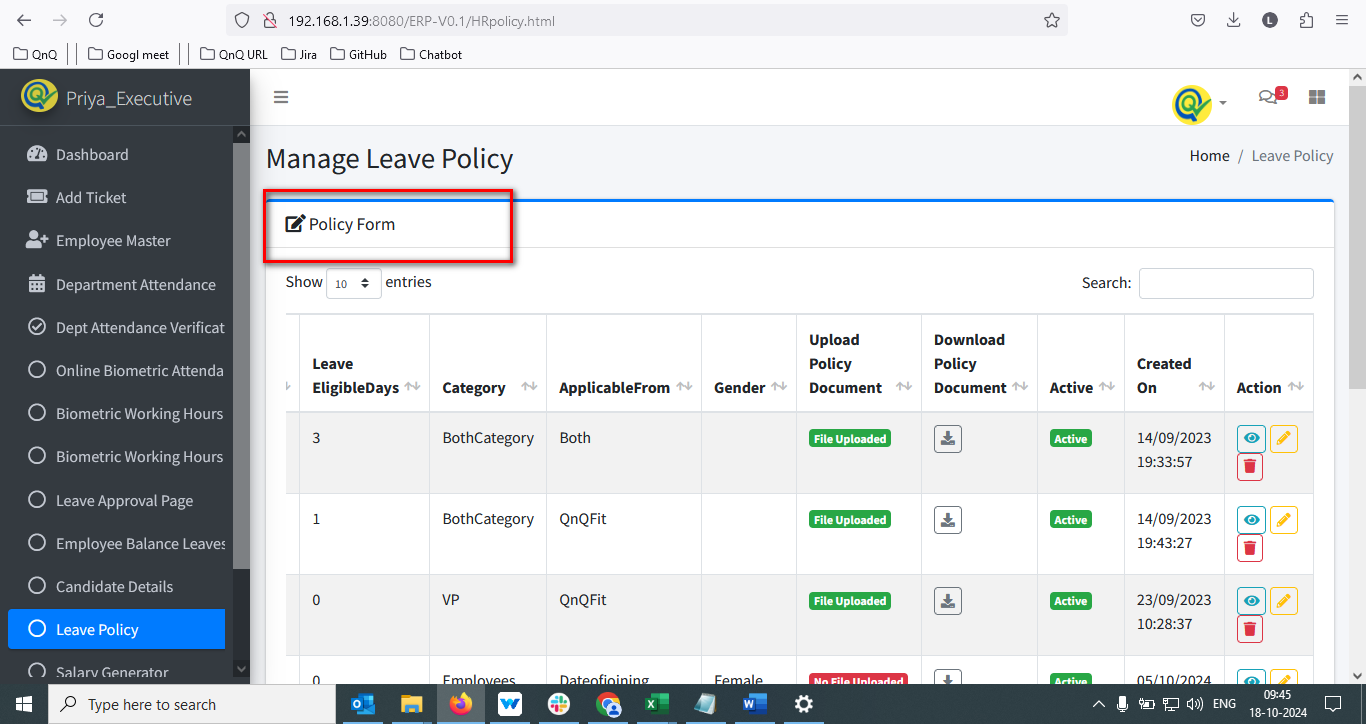 192.168.1.39:8080/ERP-V0.1/HRpolicy.html
L
QnQ
Googl meet
QnQ URL
Jira
GitHub
Chatbot
Priya_Executive
3
Dashboard
Add Ticket
Employee Master
Department Attendance
Dept Attendance Verificat
Online Biometric Attenda
Biometric Working Hours
Biometric Working Hours
Leave Approval Page
Employee Balance Leaves
Candidate Details
Leave Policy
Salary Generator
Manage Leave Policy
Home / Leave Policy
Policy Form
Show 10 entries
Search:
Leave EligibleDays
Category
ApplicableFrom
Gender
Upload Policy Document
Download Policy Document
Active
Created On
Action
3 BothCategory Both File Uploaded Active 14/09/2023
19:33:57
1 BothCategory QnQFit File Uploaded Active 14/09/2023
19:43:27
0 VP QnQFit File Uploaded Active 23/09/2023
10:28:37
0 Employees Dateofjoining Female No File Uploaded Active 05/10/2024
Type here to search
ENG
09:45
18-10-2024